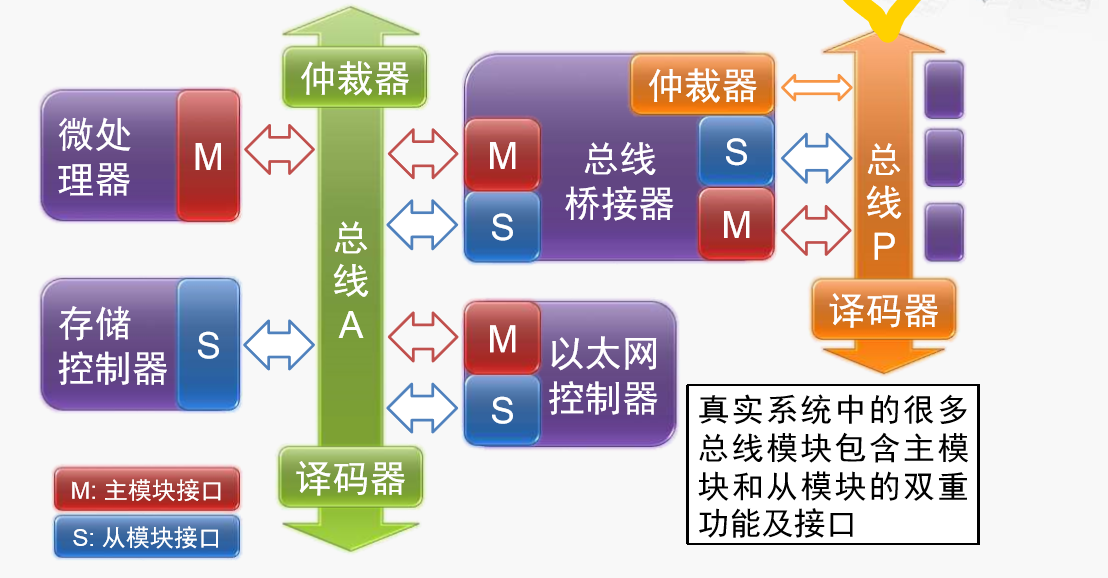 仲裁器
微处
理器
M
总
线
A
存储
控制器
S
译码器
M: 主模块接口
S: 从模块接口
仲裁器
M
S
总线
桥接器
S
M
M
S
以太网
控制器
总
线
P
译码器
真实系统中的很多
总线模块包含主模
块和从模块的双重
功能及接口